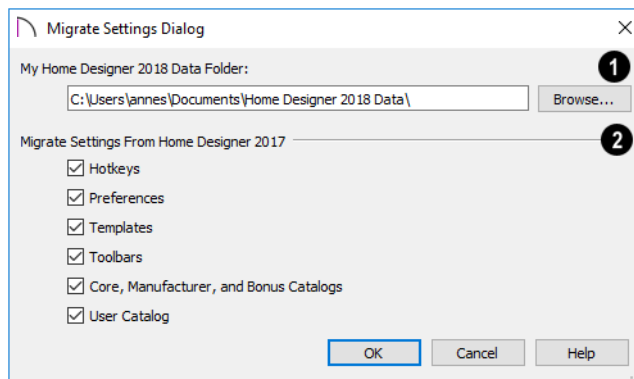 Migrate Settings Dialog
My Home Designer 2018 Data Folder:
1
C:\Users\annes\Documents\Home Designer 2018 Data\
Browse...
Migrate Settings From Home Designer 2017
2
Hotkeys
Preferences
Templates
Toolbars
Core, Manufacturer, and Bonus Catalogs
User Catalog
OK Cancel Help